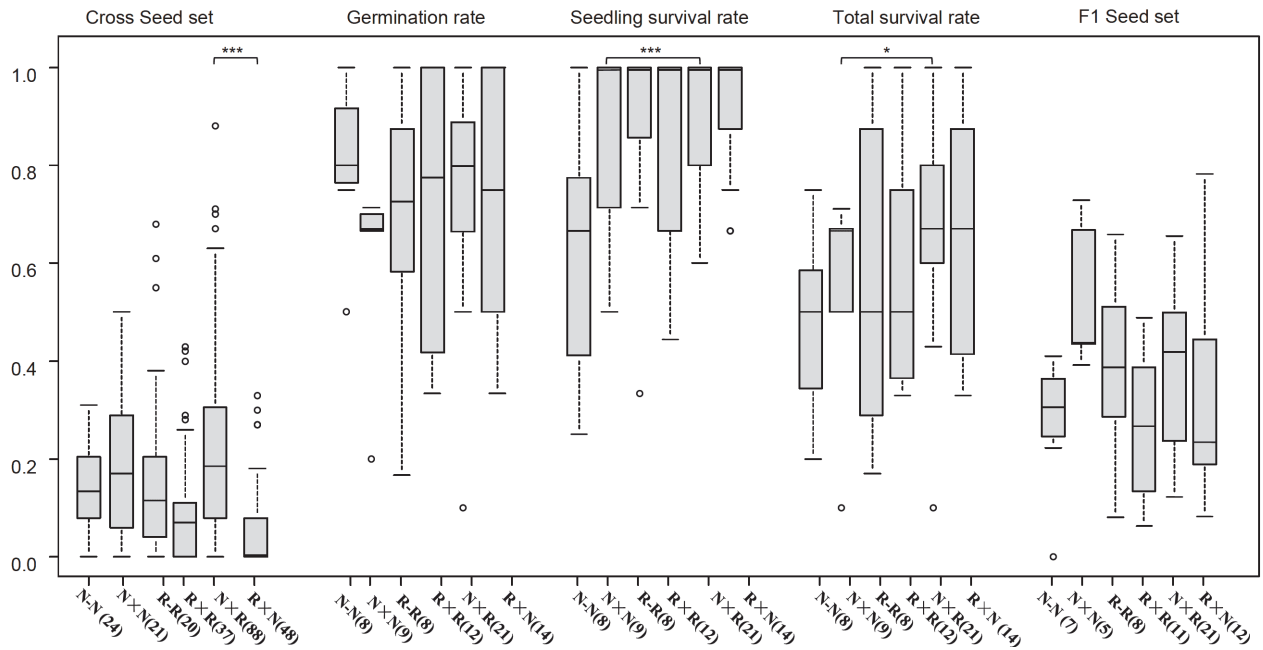 Cross Seed set
Germination rate
Seedling survival rate
Total survival rate
F1 Seed set
***
***
*
1.0
0.8
0.6
0.4
0.2
0.0
N-N (24)
N×N(21)
R-R(20)
R×R(37)
N×R(88)
R×N(48)
N-N(8)
N×N(9)
R-R(8)
R×R(12)
N×R(21)
R×N(14)
N-N(8)
N×N(9)
R-R(8)
R×R(12)
N×R(21)
R×N(14)
N-N(8)
N×N(9)
R-R(8)
R×R(12)
N×R(21)
R×N (14)
N-N (7)
N×N(5)
R-R(8)
R×R(11)
N×R(21)
R×N(12)